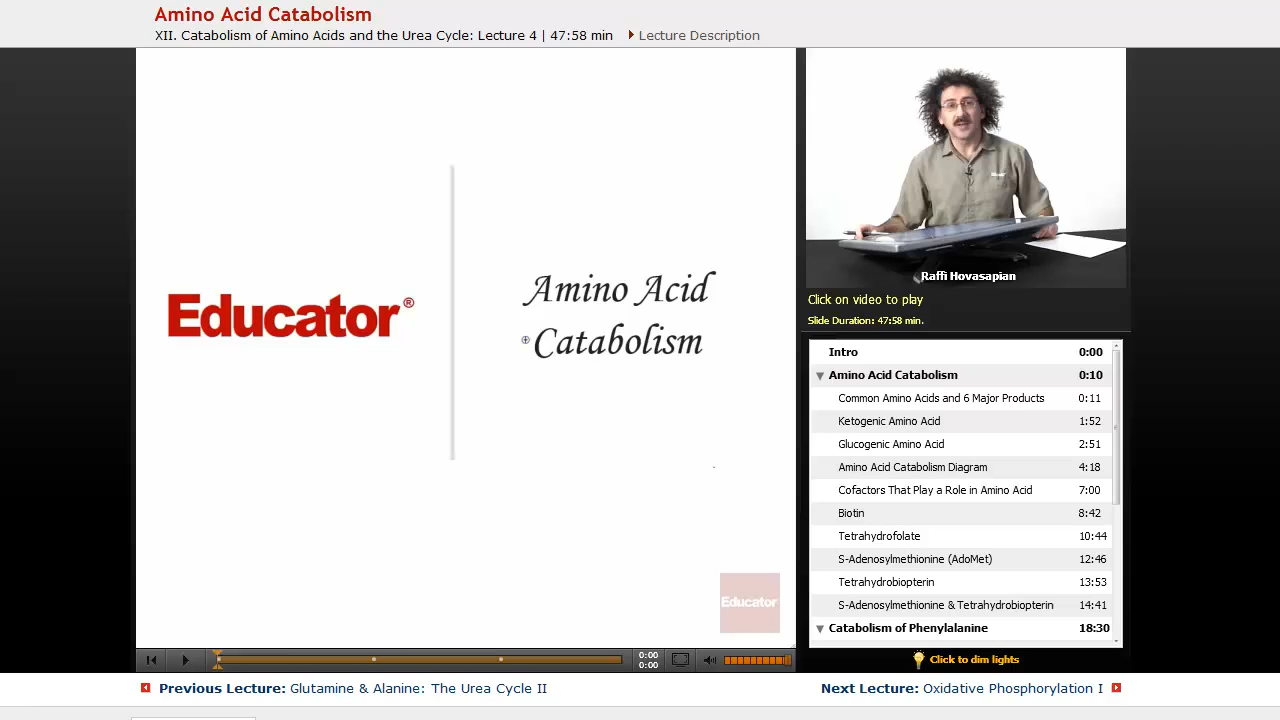 Amino Acid Catabolism
XII. Catabolism of Amino Acids and the Urea Cycle: Lecture 4 | 47:58 min Lecture Description
Educator®
Amino Acid
Catabolism
Educator
Raffi Hovasapian
Click on video to play
Slide Duration: 47:58 min.
Intro 0:00
Amino Acid Catabolism 0:10
Common Amino Acids and 6 Major Products 0:11
Ketogenic Amino Acid 1:52
Glucogenic Amino Acid 2:51
Amino Acid Catabolism Diagram 4:18
Cofactors That Play a Role in Amino Acid 7:00
Biotin 8:42
Tetrahydrofolate 10:44
S-Adenosylmethionine (AdoMet) 12:46
Tetrahydrobiopterin 13:53
S-Adenosylmethionine & Tetrahydrobiopterin 14:41
Catabolism of Phenylalanine 18:30
0:00
0:00
Click to dim lights
Previous Lecture: Glutamine & Alanine: The Urea Cycle II
Next Lecture: Oxidative Phosphorylation I